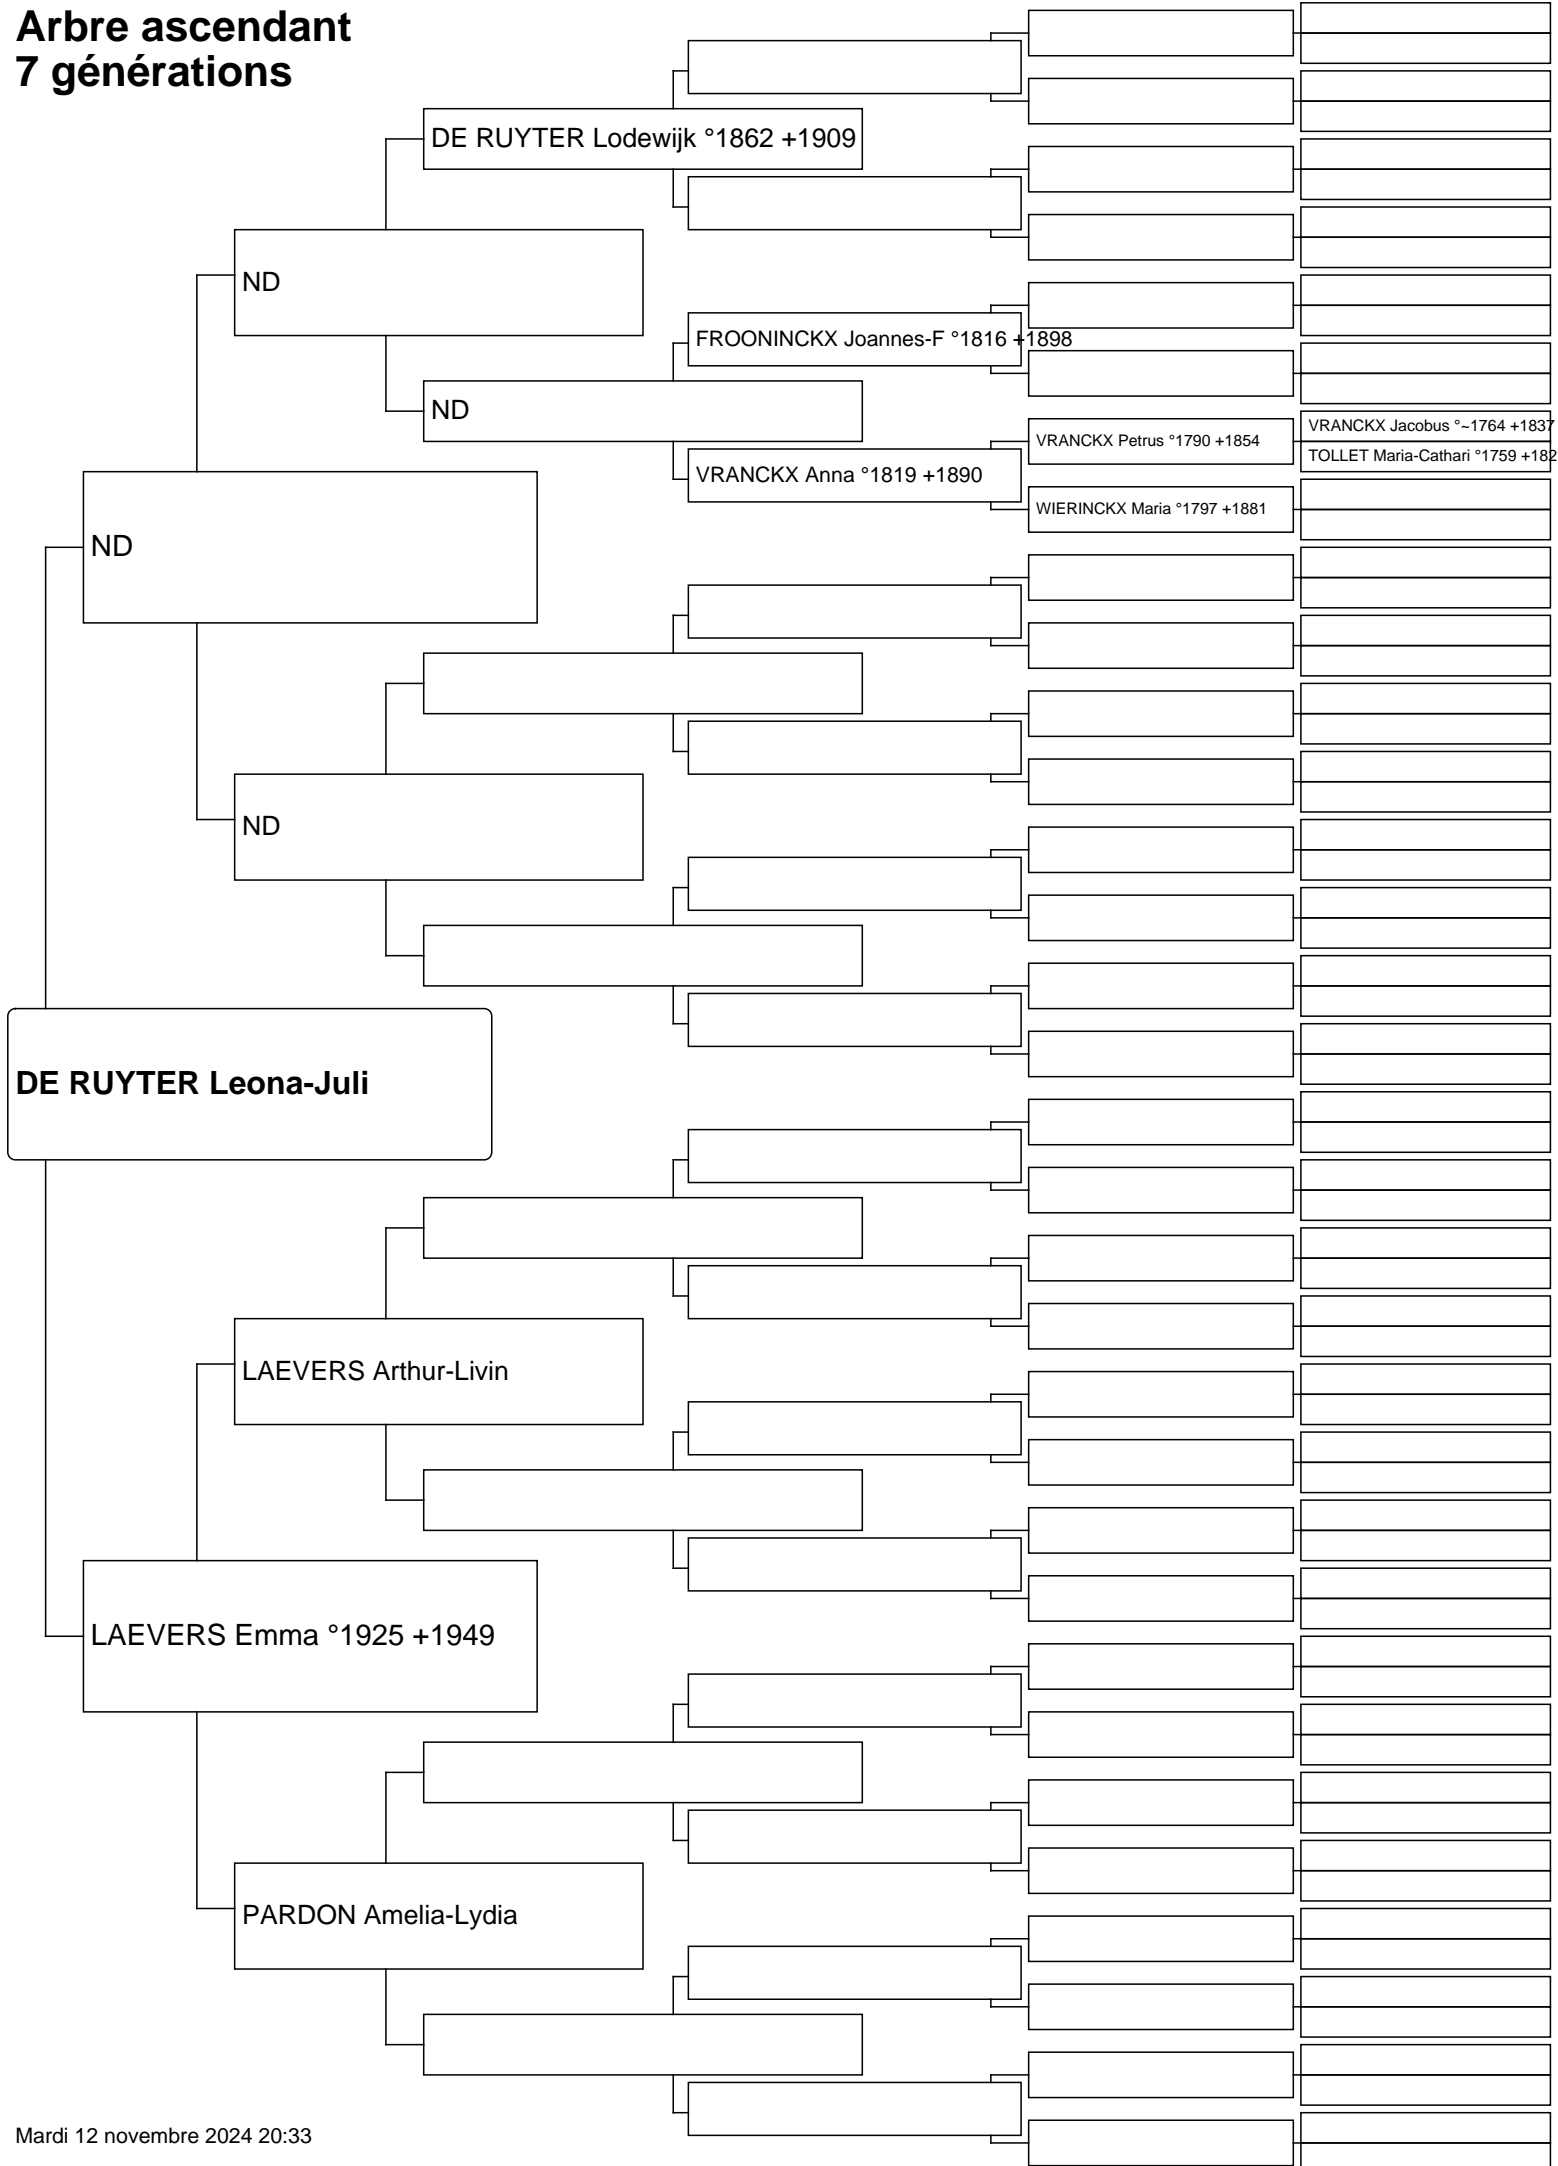 Arbre ascendant
7 générations
DE RUYTER Lodewijk °1862 +1909
ND
FROONINCKX Joannes-F °1816 +1898
ND
VRANCKX Jacobus °~1764 +1837
VRANCKX Petrus °1790 +1854
TOLLET Maria-Cathari °1759 +182
VRANCKX Anna °1819 +1890
WIERINCKX Maria °1797 +1881
ND
ND
DE RUYTER Leona-Juli
LAEVERS Arthur-Livin
LAEVERS Emma °1925 +1949
PARDON Amelia-Lydia
Mardi 12 novembre 2024 20:33